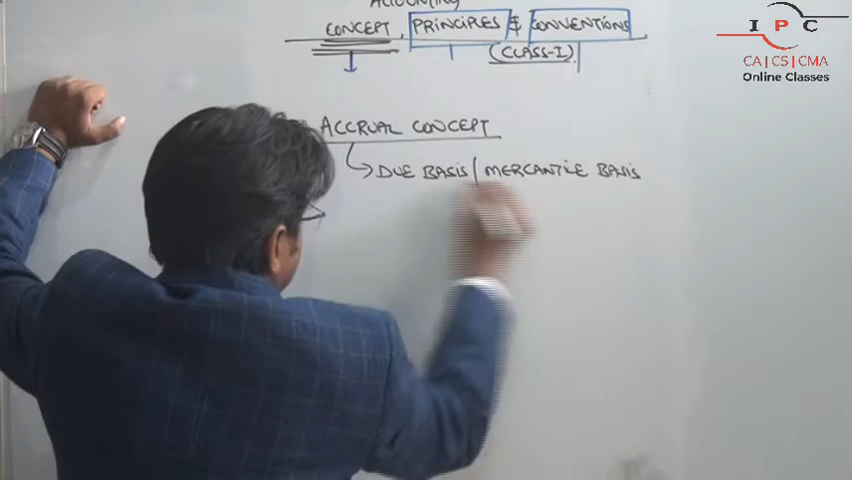 ACCOUNTING
CONCEPT, PRINCIPLES & CONVENTIONS
(CLASS-I)
ACCRUAL CONCEPT
DUE BASIS / MERCANTILE BASIS
I P C
CA|CS|CMA
Online Classes